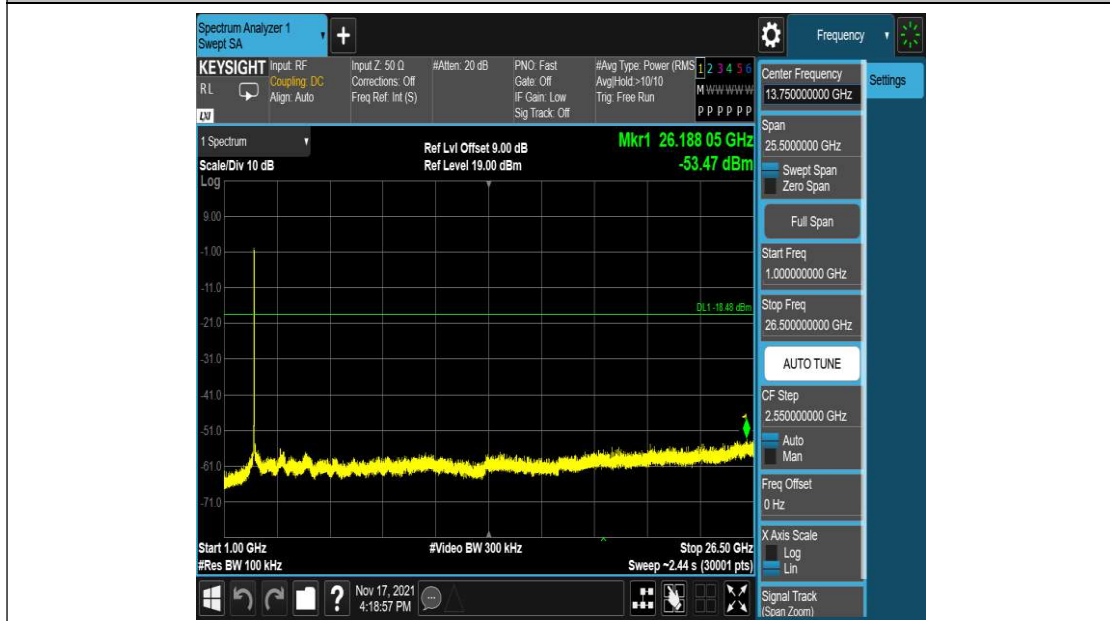 Spectrum Analyzer 1
Swept SA
+
Frequency
KEYSIGHT
RL
LXI
Input: RF
Coupling: DC
Align: Auto
Input Z: 50 Ω
Corrections: Off
Freq Ref: Int (S)
#Atten: 20 dB
PNO: Fast
Gate: Off
IF Gain: Low
Sig Track: Off
#Avg Type: Power (RMS
Avg|Hold:>10/10
Trig: Free Run
1 2 3 4 5 6
M W W W W W
P P P P P P
1 Spectrum
Scale/Div 10 dB
Ref Lvl Offset 9.00 dB
Ref Level 19.00 dBm
Mkr1 26.188 05 GHz
-53.47 dBm
Log
9.00
-1.00
-11.0
-21.0
-31.0
-41.0
-51.0
-61.0
-71.0
DL1 -18.48 dBm
1
Start 1.00 GHz
#Res BW 100 kHz
#Video BW 300 kHz
Stop 26.50 GHz
Sweep ~2.44 s (30001 pts)
Center Frequency
13.750000000 GHz
Settings
Span
25.5000000 GHz
Swept Span
Zero Span
Full Span
Start Freq
1.000000000 GHz
Stop Freq
26.500000000 GHz
AUTO TUNE
CF Step
2.550000000 GHz
Auto
Man
Freq Offset
0 Hz
X Axis Scale
Log
Lin
Signal Track
(Span Zoom)
?
Nov 17, 2021
4:18:57 PM